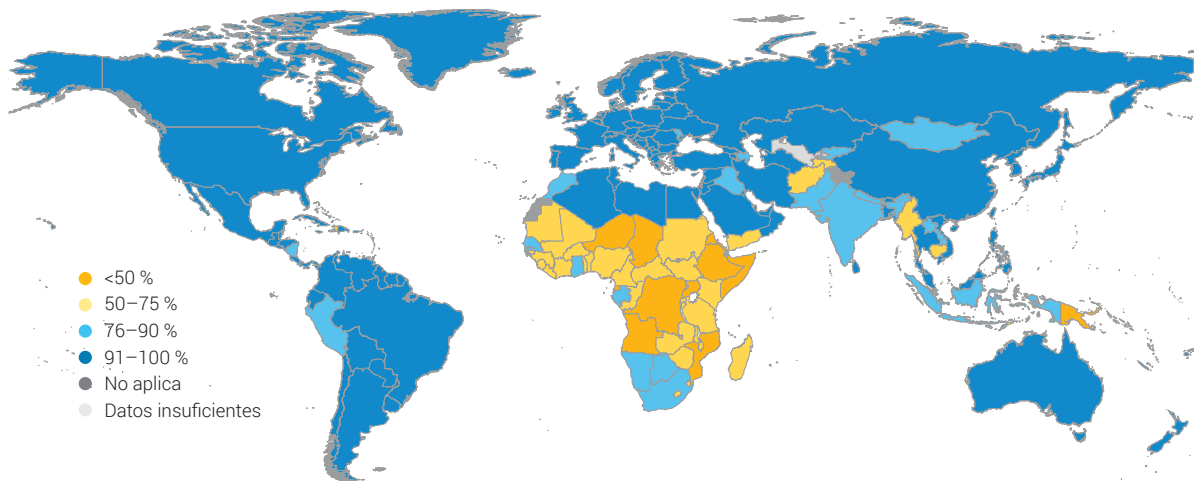 <50 %
50–75 %
76–90 %
91–100 %
No aplica
Datos insuficientes